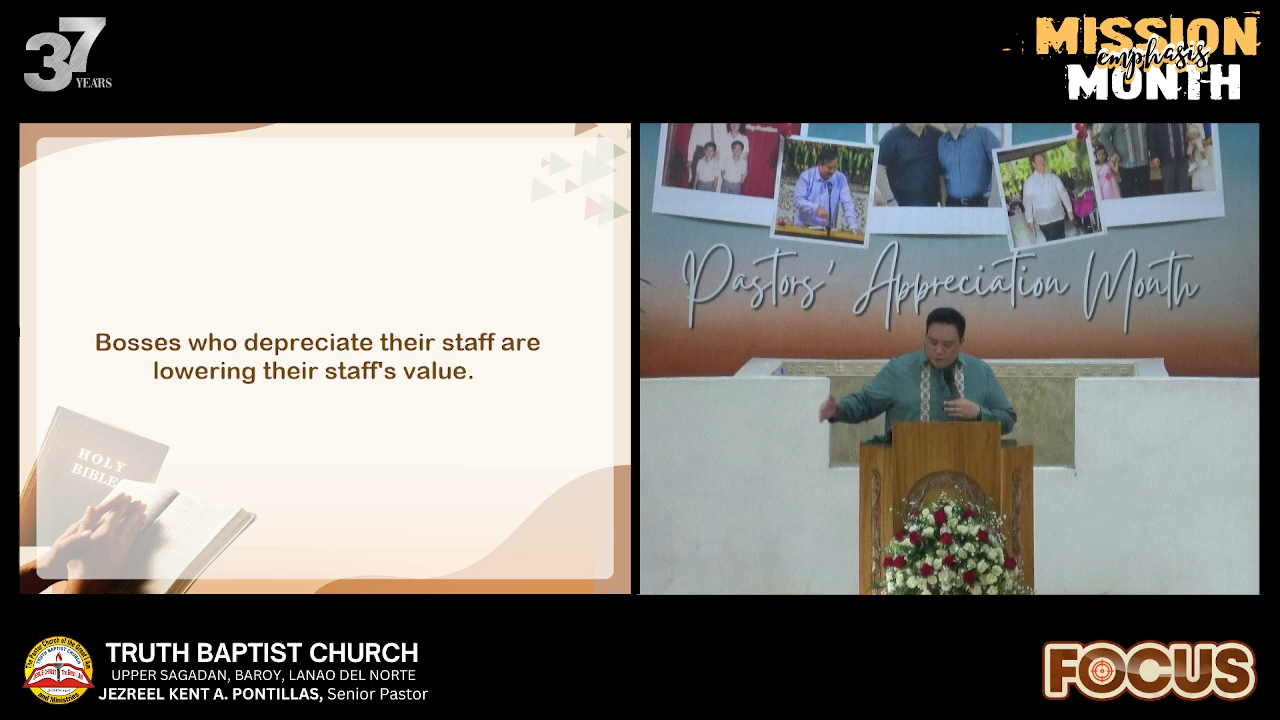 37
YEARS
MISSION
emphasis
MONTH
Bosses who depreciate their staff are
lowering their staff's value.
HOLY
BIBLE
Pastors' Appreciation Month
TRUTH BAPTIST CHURCH
UPPER SAGADAN, BAROY, LANAO DEL NORTE
JEZREEL KENT A. PONTILLAS, Senior Pastor
FOCUS